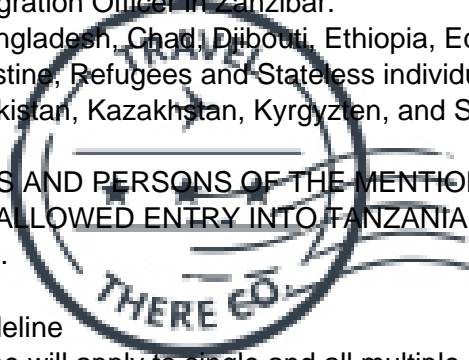 gration Officer in Zanzibar.
ngladesh, Chad, Djibouti, Ethiopia, Ec
TRAVEL
stine, Refugees and Stateless individu
kistan, Kazakhstan, Kyrgyzten, and S
S AND PERSONS OF THE MENTIO
ALLOWED ENTRY INTO TANZANIA
.
THERE CO.
deline
e will apply to single and all multiple